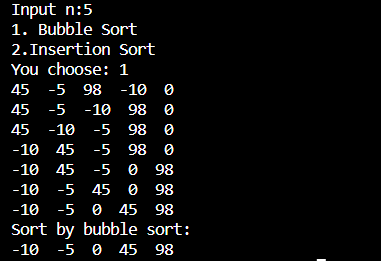 Input n:5
1. Bubble Sort
2.Insertion Sort
You choose: 1
45  -5  98  -10  0
45  -5  -10  98  0
45  -10  -5  98  0
-10  45  -5  98  0
-10  45  -5  0  98
-10  -5  45  0  98
-10  -5  0  45  98
Sort by bubble sort:
-10  -5  0  45  98